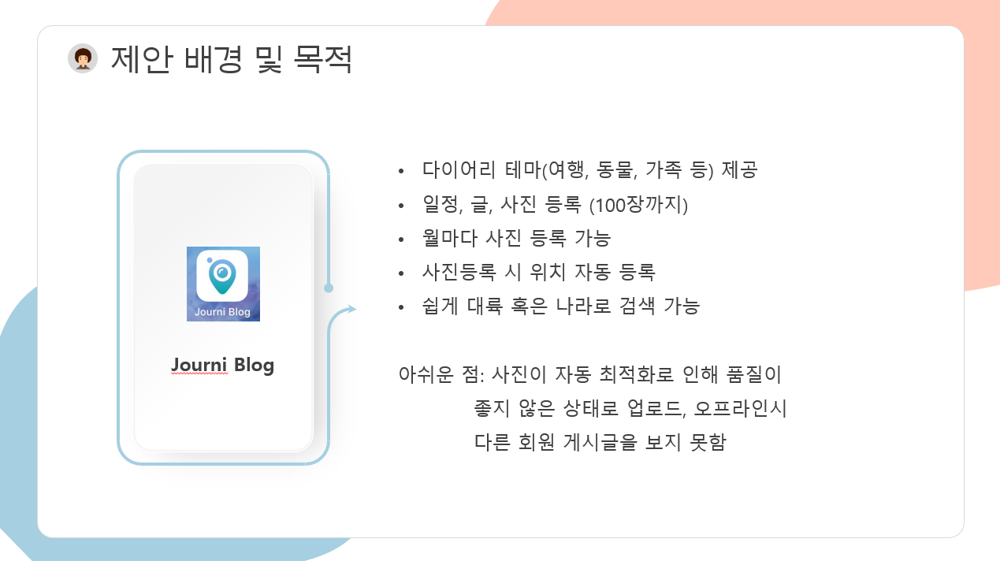 제안 배경 및 목적
Journi Blog
Journi Blog
• 다이어리 테마(여행, 동물, 가족 등) 제공
• 일정, 글, 사진 등록 (100장까지)
• 월마다 사진 등록 가능
• 사진등록 시 위치 자동 등록
• 쉽게 대륙 혹은 나라로 검색 가능
아쉬운 점: 사진이 자동 최적화로 인해 품질이
좋지 않은 상태로 업로드, 오프라인시
다른 회원 게시글을 보지 못함